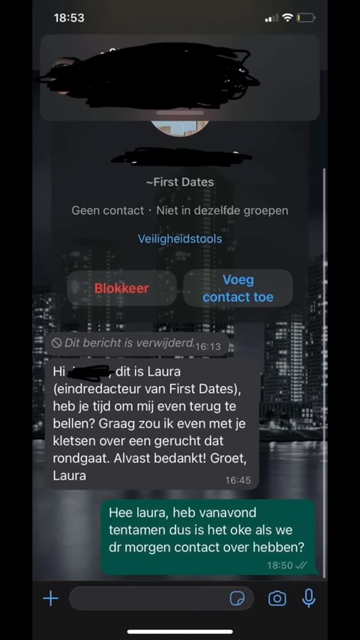 18:53
~First Dates
Geen contact · Niet in dezelfde groepen
Veiligheidstools
Blokkeer
Voeg
contact toe
Dit bericht is verwijderd. 16:13
Hi dit is Laura
(eindredacteur van First Dates),
heb je tijd om mij even terug te
bellen? Graag zou ik even met je
kletsen over een gerucht dat
rondgaat. Alvast bedankt! Groet,
Laura
16:45
Hee laura, heb vanavond
tentamen dus is het oke als we
dr morgen contact over hebben?
18:50